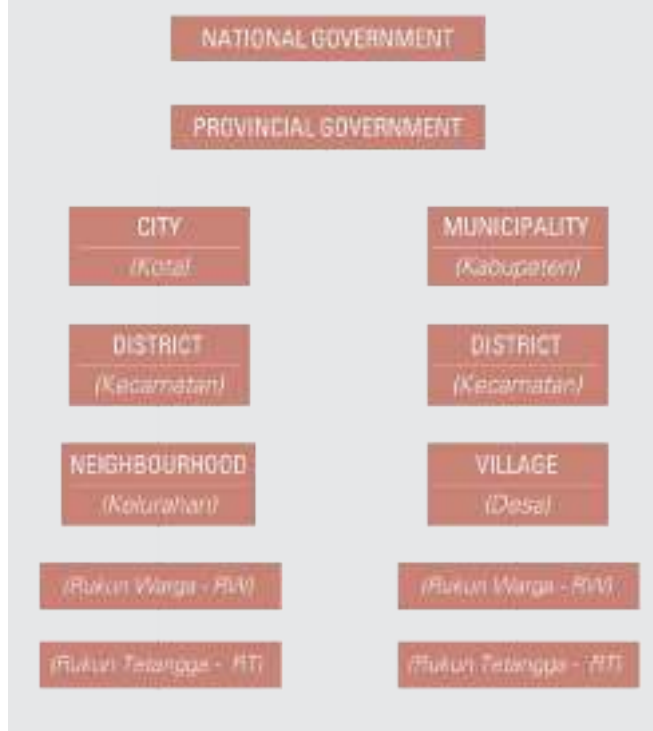 NATIONAL GOVERNMENT
PROVINCIAL GOVERNMENT
CITY
(Kota)
MUNICIPALITY
(Kabupaten)
DISTRICT
(Kecamatan)
DISTRICT
(Kecamatan)
NEIGHBOURHOOD
(Kelurahan)
VILLAGE
(Desa)
(Rukun Warga - RW)
(Rukun Warga - RW)
(Rukun Tetangga - RT)
(Rukun Tetangga - RT)